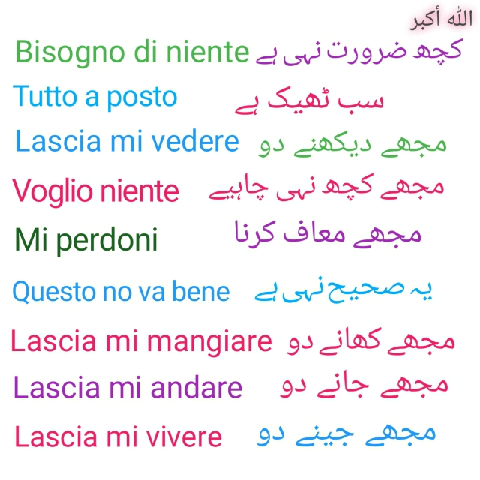 الله أكبر
Bisogno di niente کچھ ضرورت نہی ہے
Tutto a posto سب ٹھیک ہے
Lascia mi vedere مجھے دیکھنے دو
Voglio niente مجھے کچھ نہی چاہیے
Mi perdoni مجھے معاف کرنا
Questo no va bene یہ صحیح نہی ہے
Lascia mi mangiare مجھے کھانے دو
Lascia mi andare مجھے جانے دو
Lascia mi vivere مجھے جینے دو